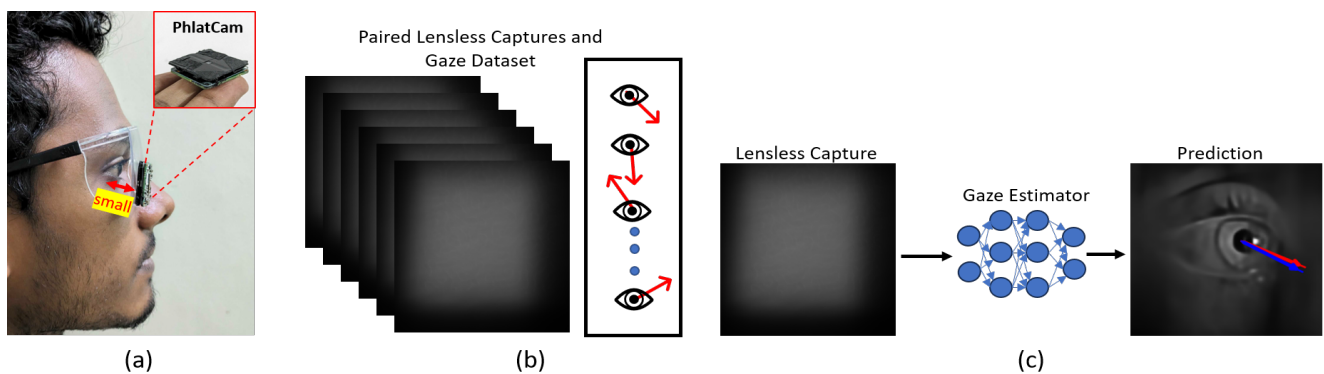 PhlatCam
small
(a)
Paired Lensless Captures and
Gaze Dataset
(b)
Lensless Capture
Gaze Estimator
Prediction
(c)